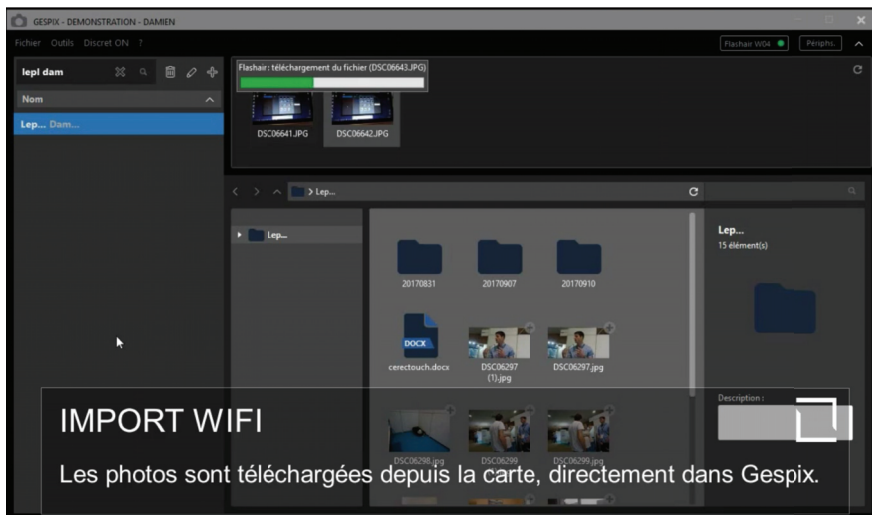 GESPIX - DEMONSTRATION - DAMIEN
Fichier Outils Discret ON ?
Flashair W04
Périphs.
lepl dam
Nom
Lep... Dam...
Flashair: téléchargement du fichier (DSC06643.JPG)
DSC06641.JPG
DSC06642.JPG
Lep...
Lep...
20170831
20170907
20170910
DOCX
cerectouch.docx
DSC06297
(1).jpg
DSC06297.jpg
Lep...
15 élément(s)
Description :
DSC06298.jpg
DSC06299
DSC06299.jpg
IMPORT WIFI
Les photos sont téléchargées depuis la carte, directement dans Gespix.